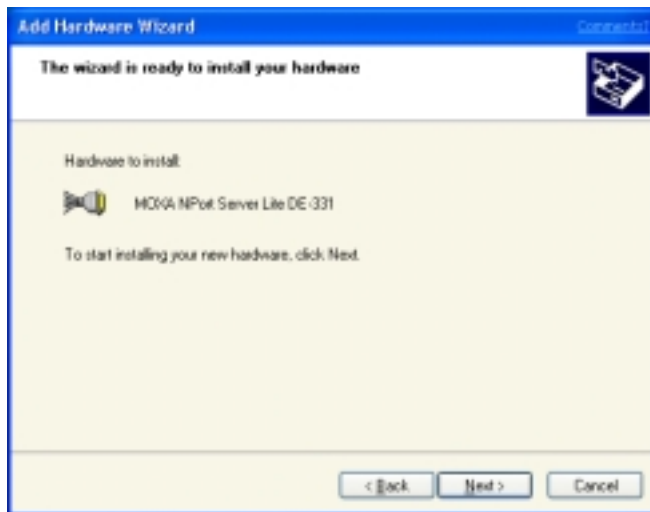 Add Hardware Wizard
Comments?
The wizard is ready to install your hardware
Hardware to install:
MOXA NPort Server Lite DE-331
To start installing your new hardware, click Next.
< Back
Next >
Cancel